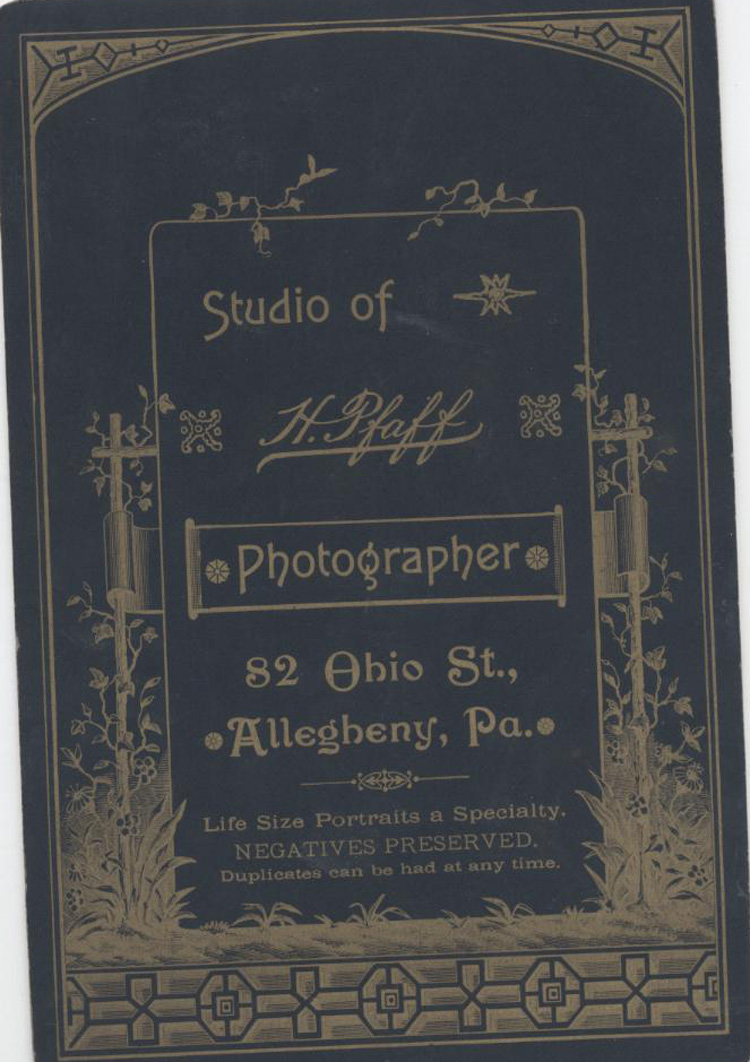 Studio of
H. Pfaff
Photographer
82 Ohio St.,
Allegheny, Pa.
Life Size Portraits a Specialty.
NEGATIVES PRESERVED.
Duplicates can be had at any time.